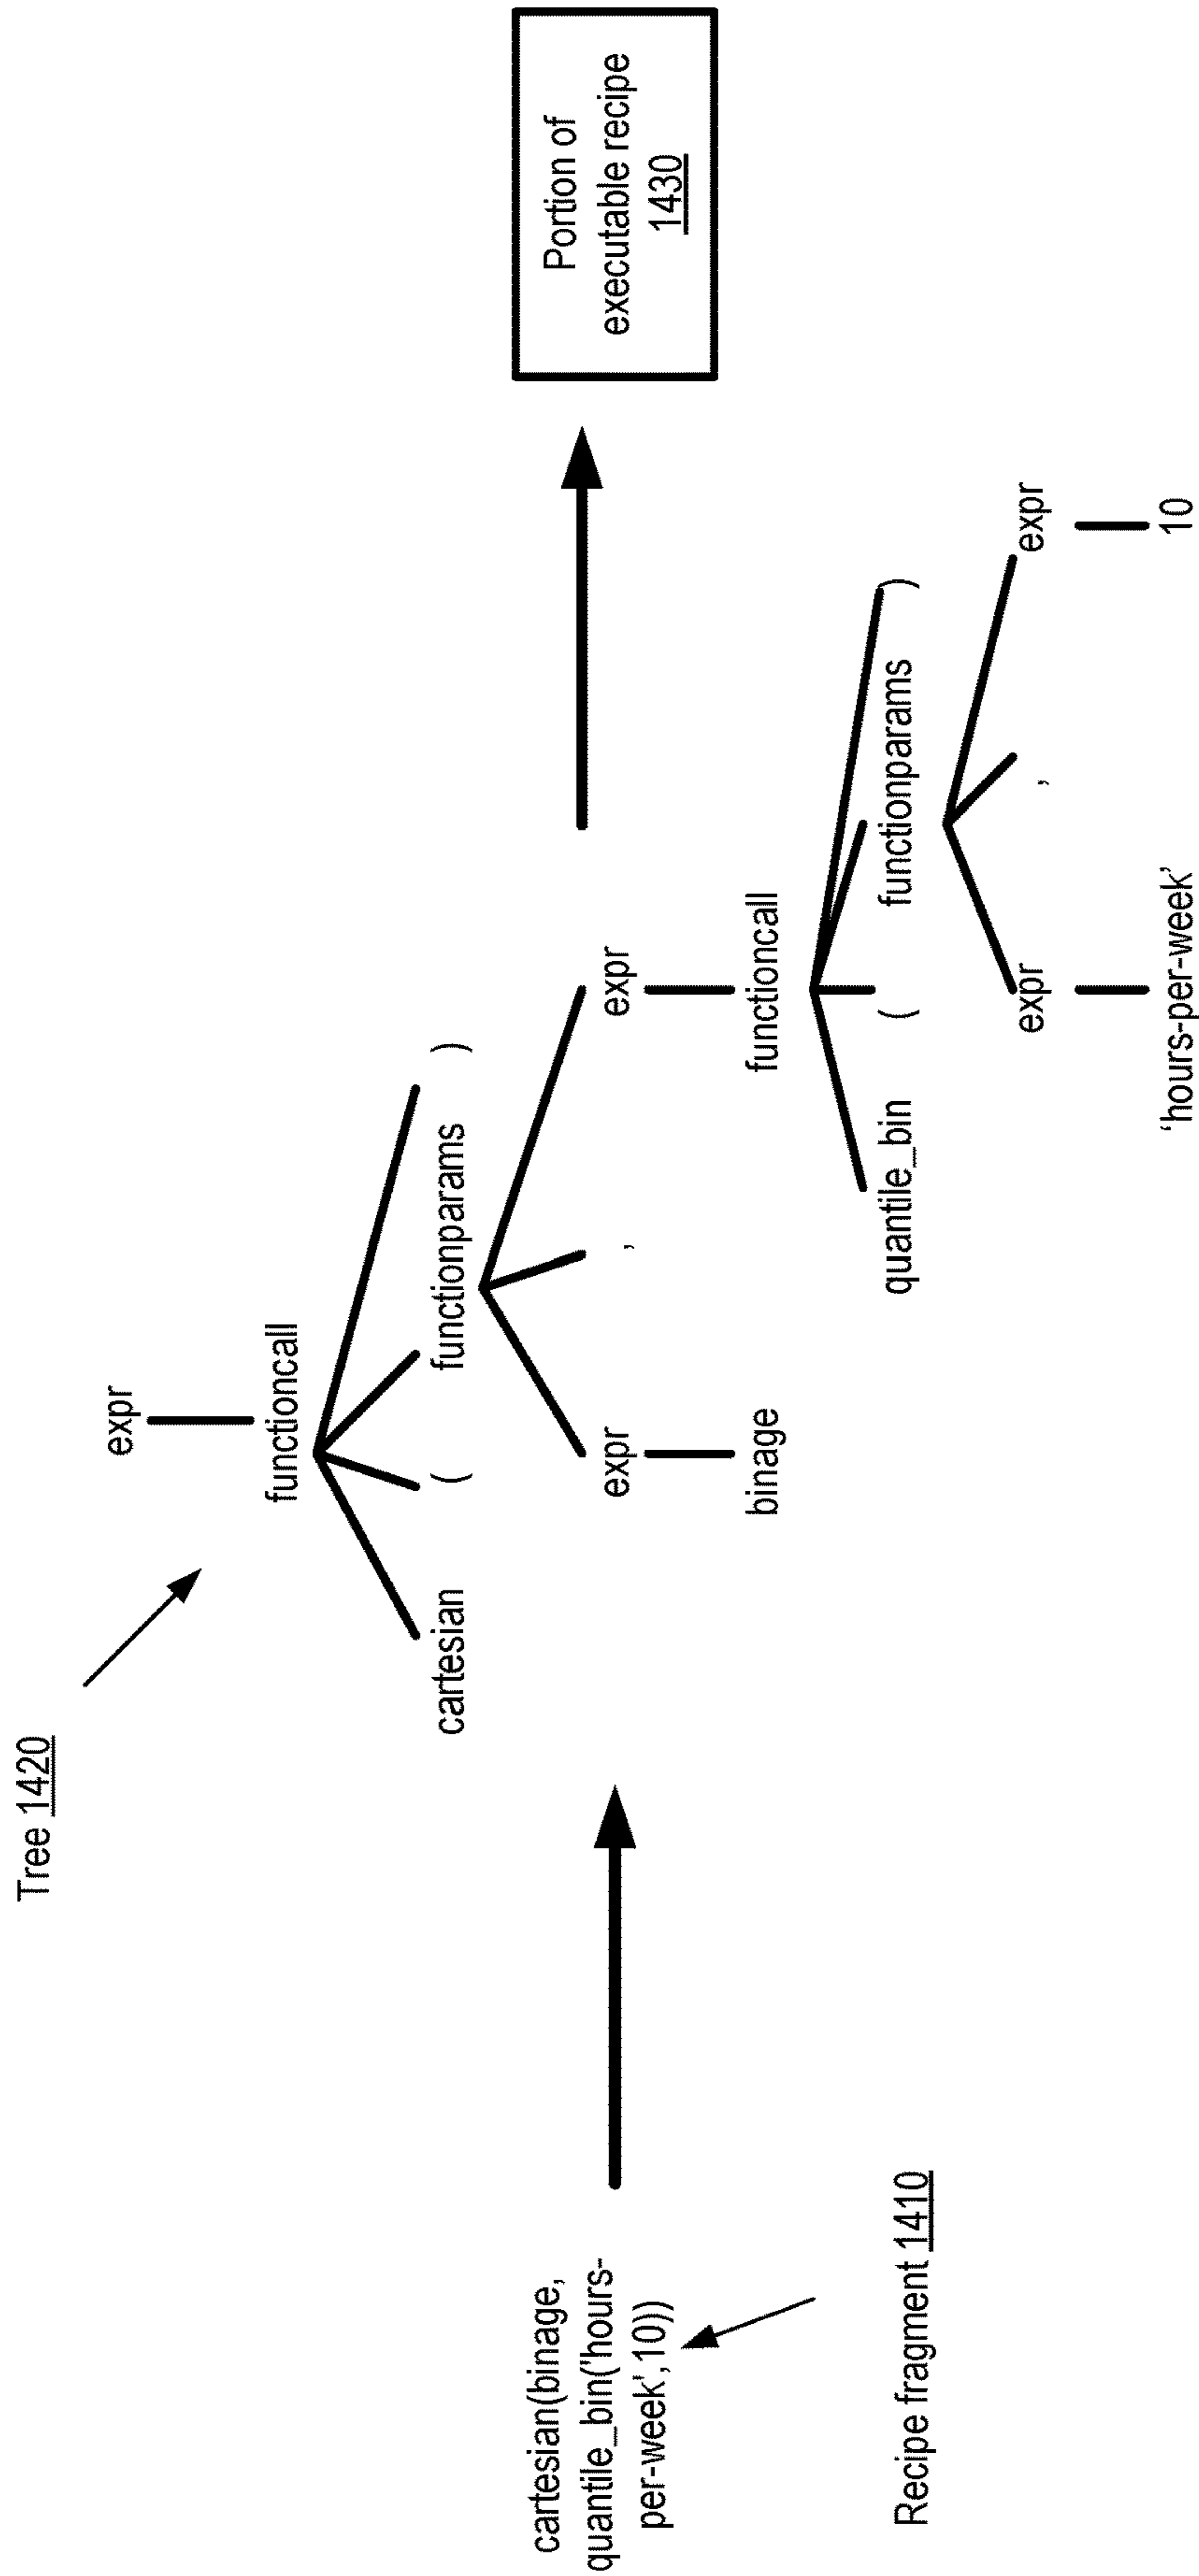 Tree 1420
expr
functioncall
cartesian ( functionparams )
expr , expr
binage functioncall
quantile_bin ( functionparams )
expr , expr
‘hours-per-week’ 10
cartesian(binage,
quantile_bin('hours-
per-week',10))
Recipe fragment 1410
Portion of
executable recipe
1430